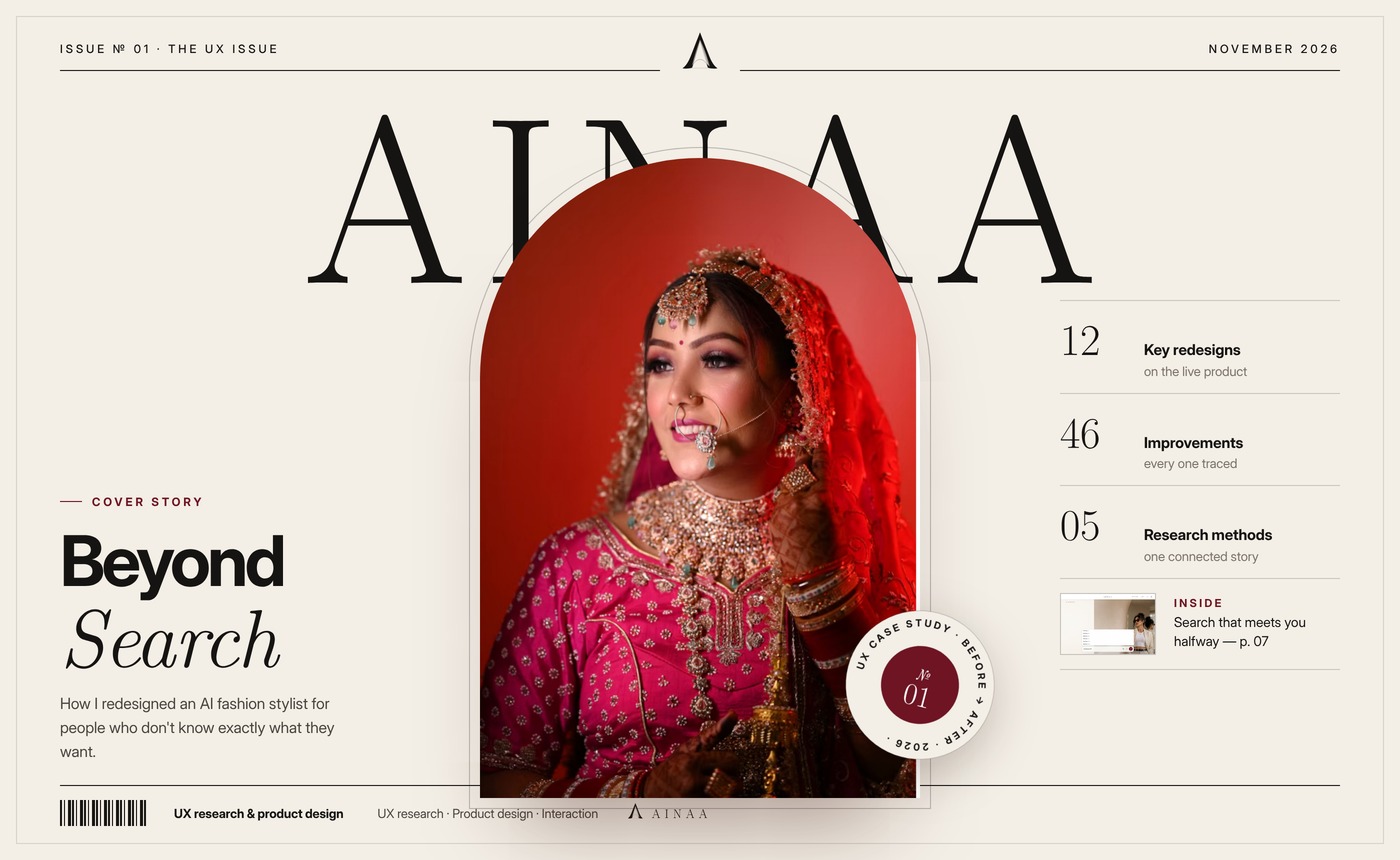 ISSUE № 01 · THE UX ISSUE
NOVEMBER 2026
AINAA
12
Key redesigns
on the live product
46
Improvements
every one traced
05
Research methods
one connected story
INSIDE
Search that meets you
halfway — p. 07
COVER STORY
Beyond
Search
How I redesigned an AI fashion stylist for
people who don't know exactly what they
want.
UX CASE STUDY · BEFORE → AFTER · 2026 ·
№
01
UX research & product design
UX research · Product design · Interaction
AINAA